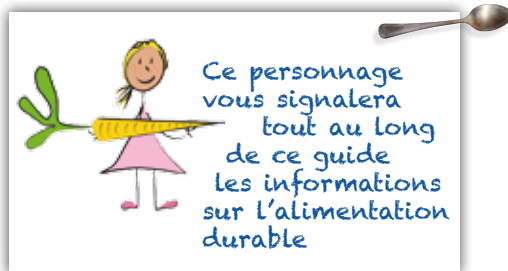 Ce personnage
vous signalera
tout au long
de ce guide
les informations
sur l'alimentation
durable